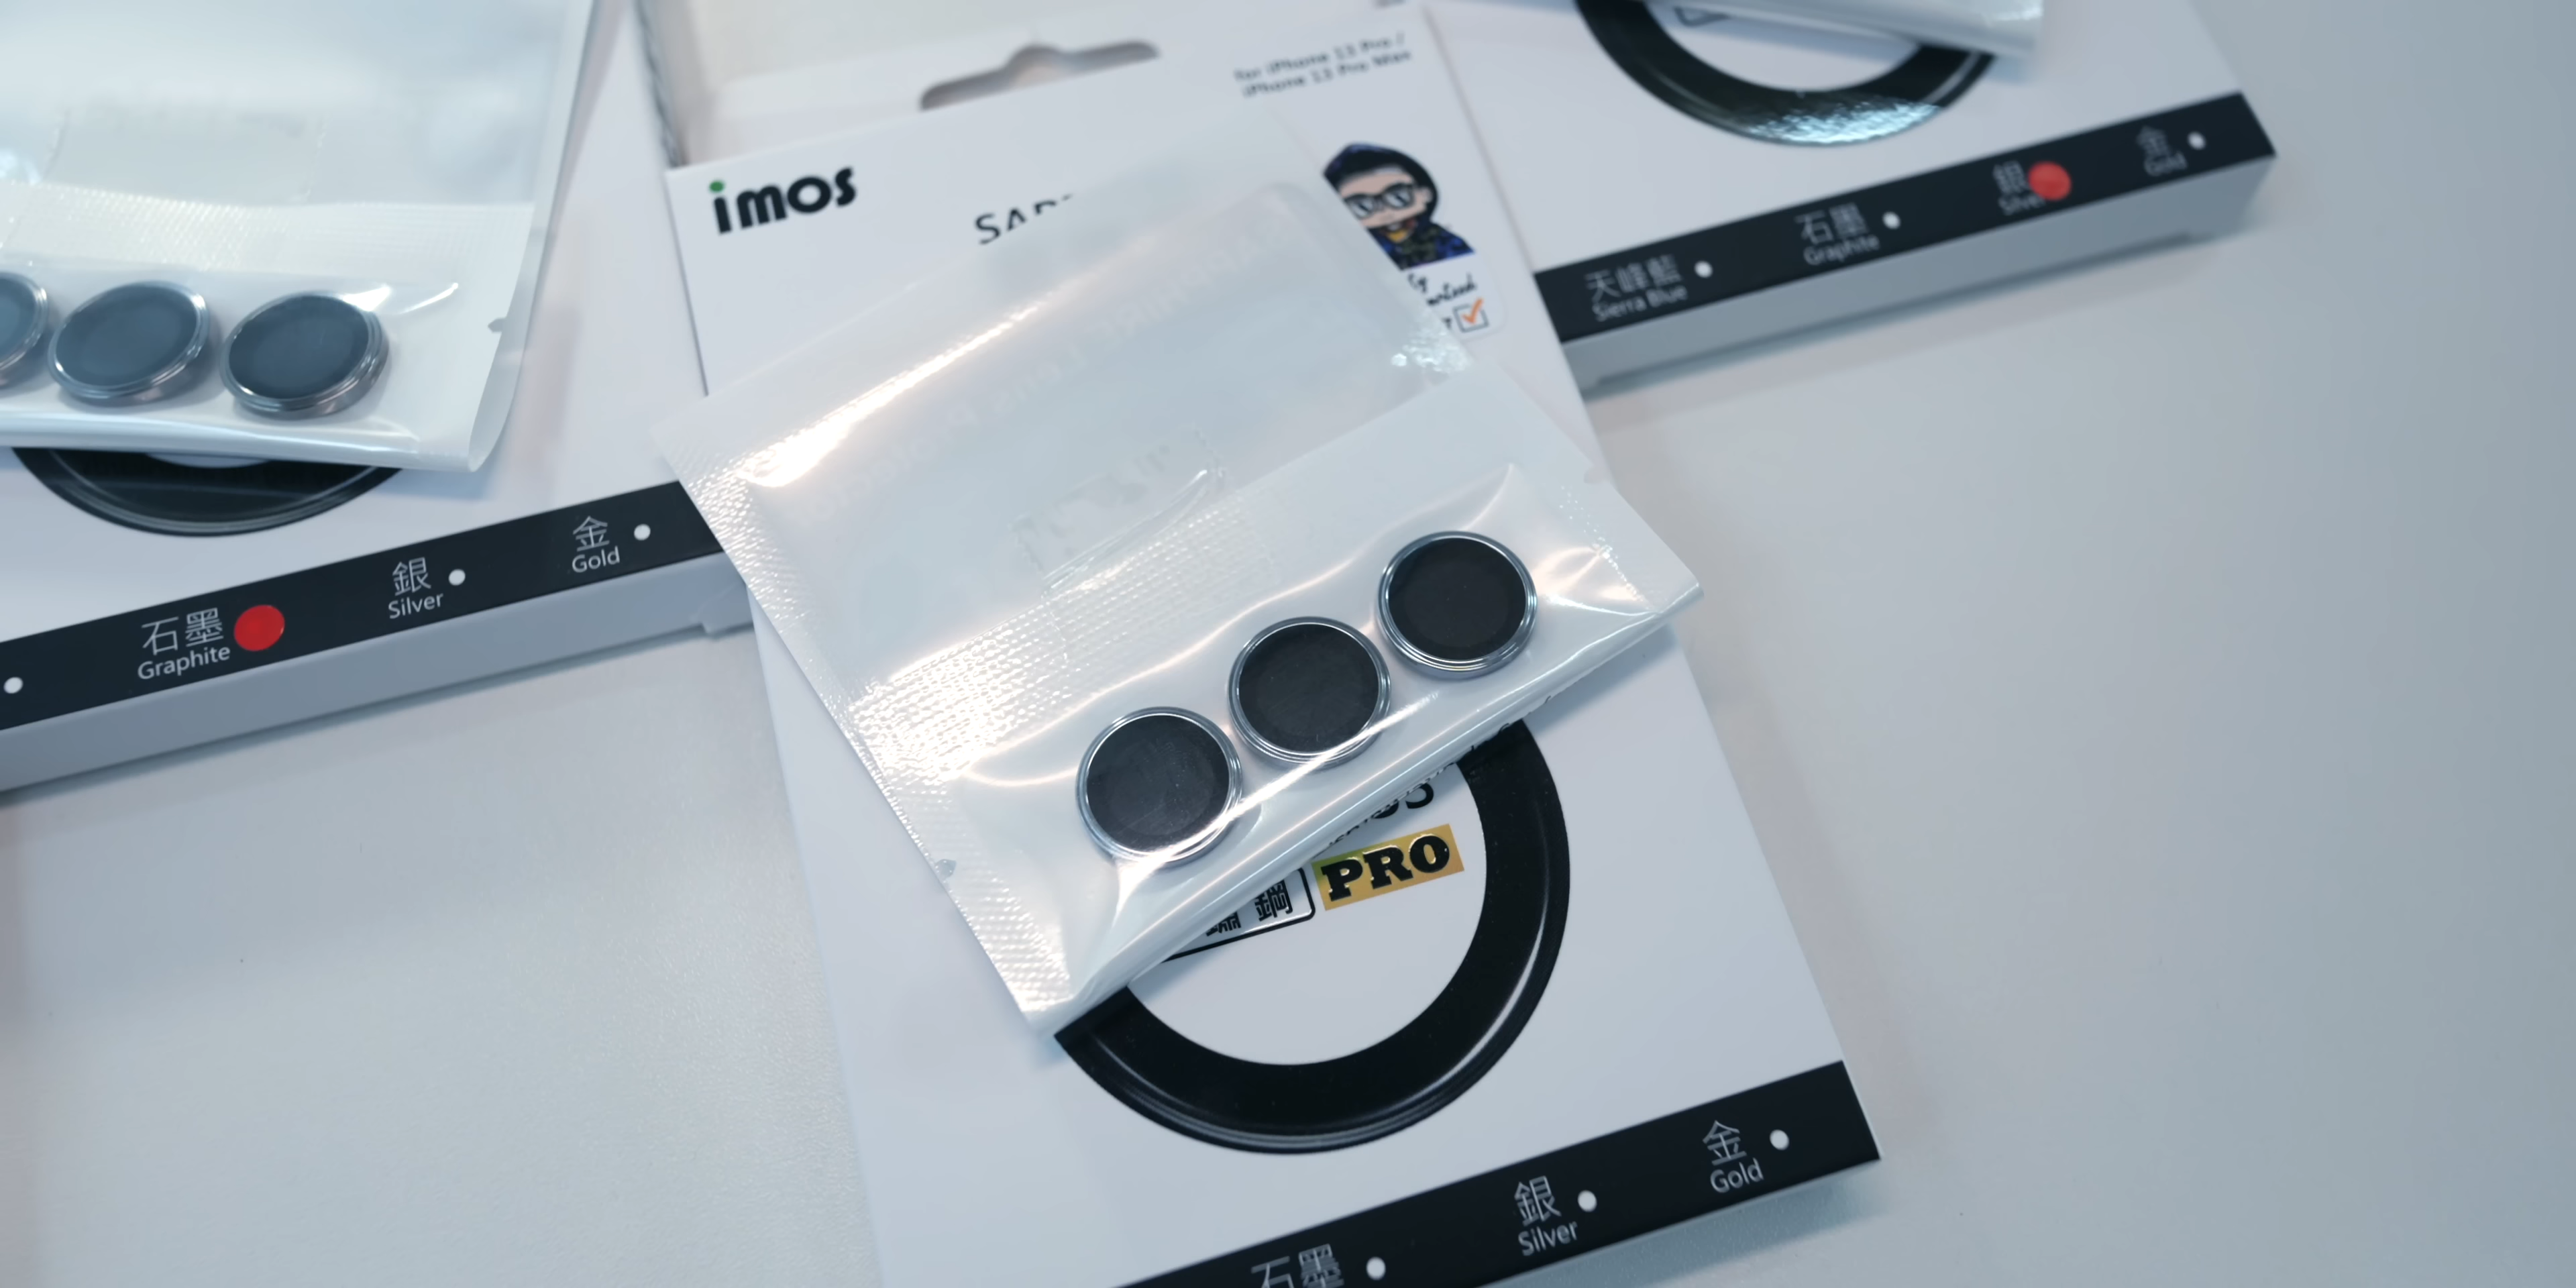 for iPhone 13 Pro /
iPhone 13 Pro Max
imos
PRO
鋼
天峰藍
Sierra Blue
石墨
Graphite
銀
Silver
金
Gold
石墨
Graphite
銀
Silver
金
Gold
石墨
銀
Silver
金
Gold